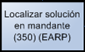 Localizar solución
en mandante
(350) (EARP)